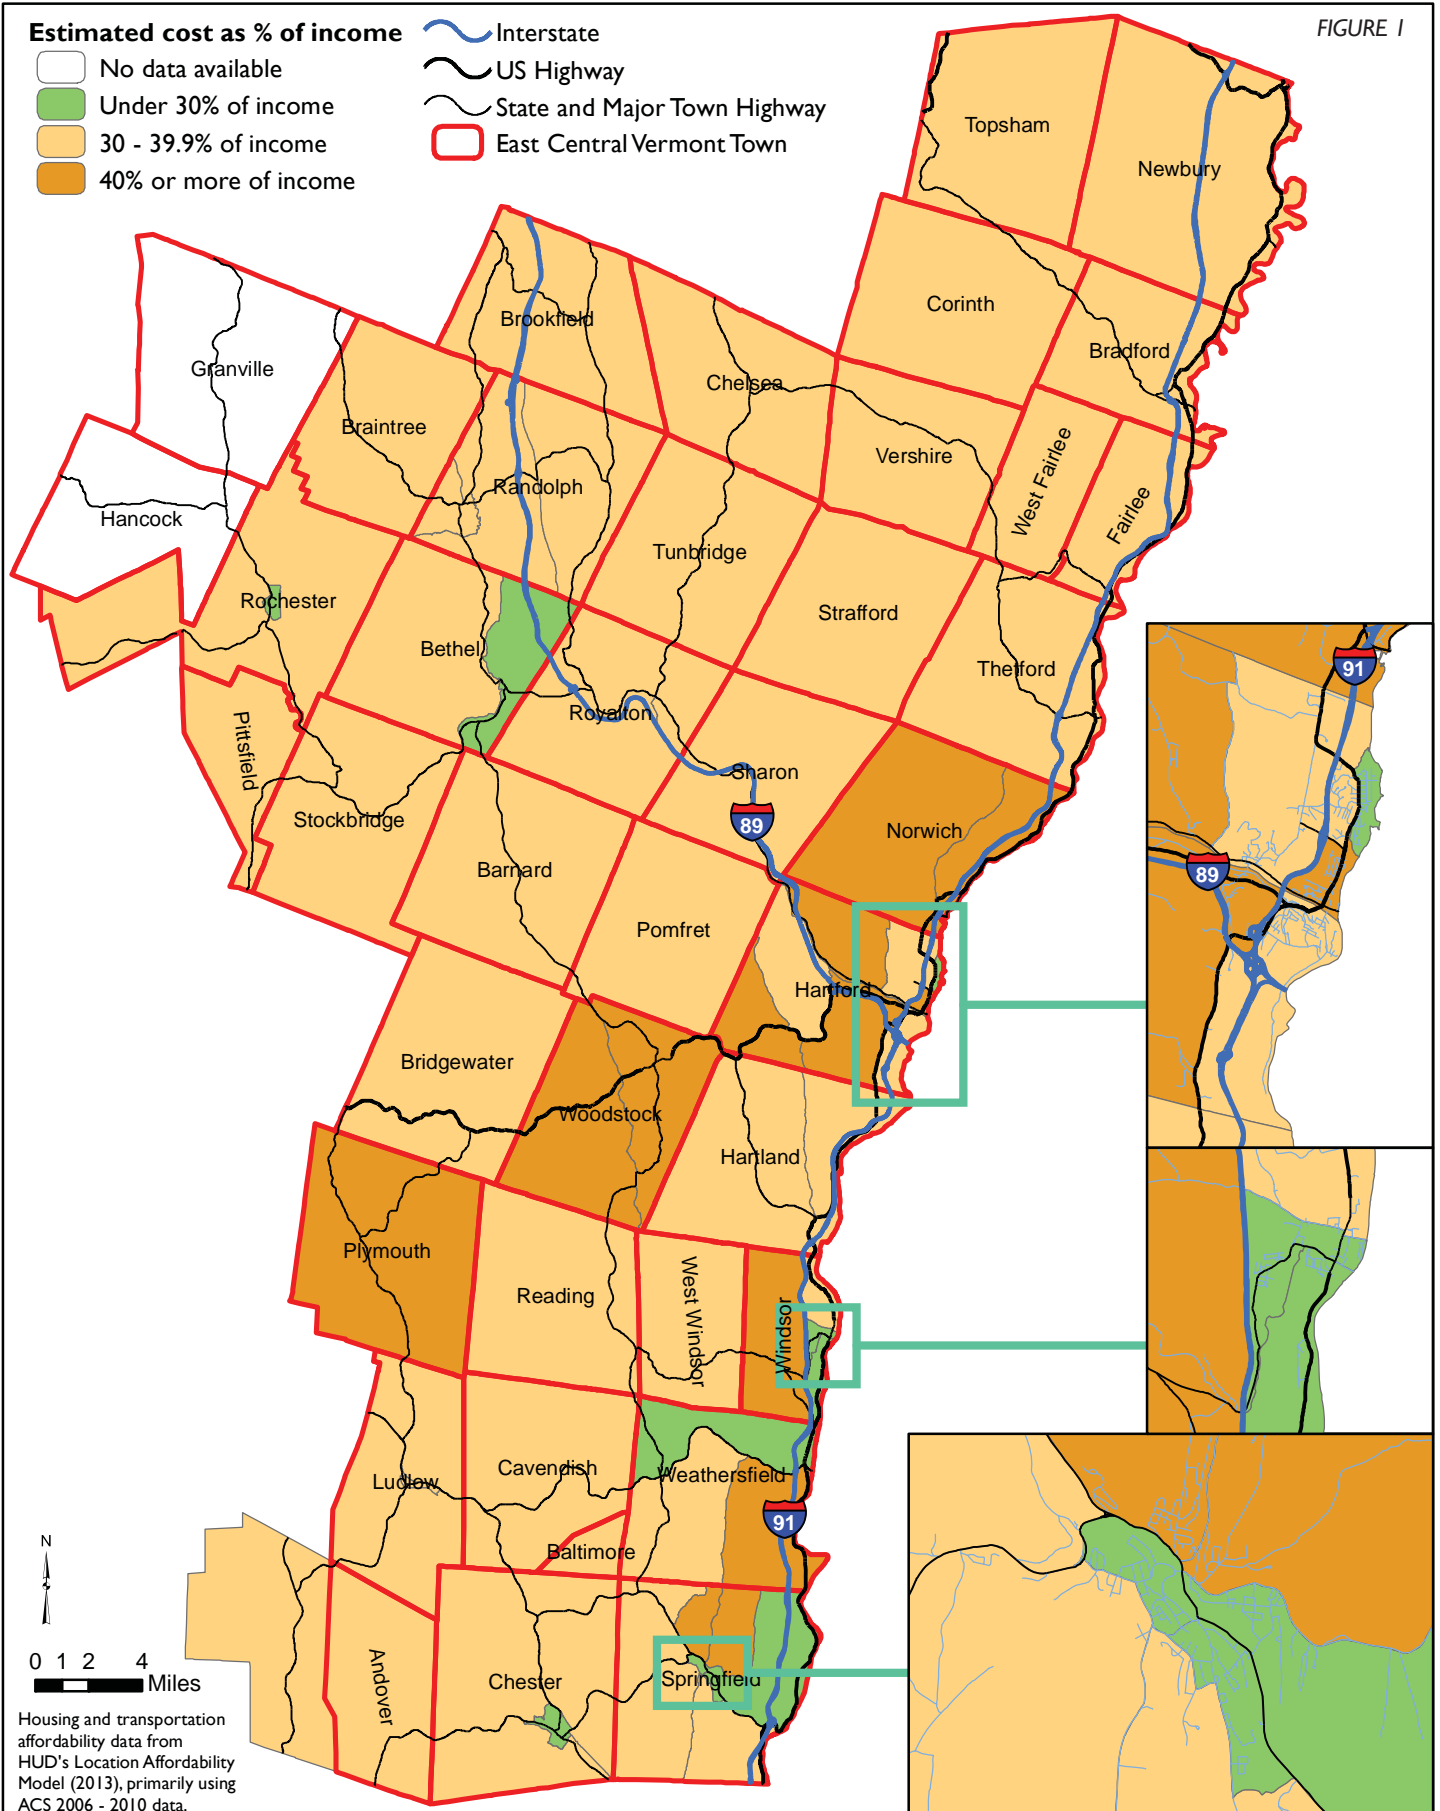 FIGURE 1
Estimated cost as % of income
No data available
Under 30% of income
30 - 39.9% of income
40% or more of income
Interstate
US Highway
State and Major Town Highway
East Central Vermont Town
Topsham
Newbury
Corinth
Bradford
Brookfield
Granville
Chelsea
Braintree
Vershire
West Fairlee
Fairlee
Randolph
Hancock
Tunbridge
Rochester
Strafford
Bethel
Thetford
Royalton
Pittsfield
Sharon
Stockbridge
89
Norwich
Barnard
Pomfret
Hartford
Bridgewater
Woodstock
Hartland
Plymouth
Reading
West Windsor
Windsor
Ludlow
Cavendish
Weathersfield
91
Baltimore
Andover
Chester
Springfield
91
89
N
0 1 2 4
Miles
Housing and transportation
affordability data from
HUD's Location Affordability
Model (2013), primarily using
ACS 2006 - 2010 data.